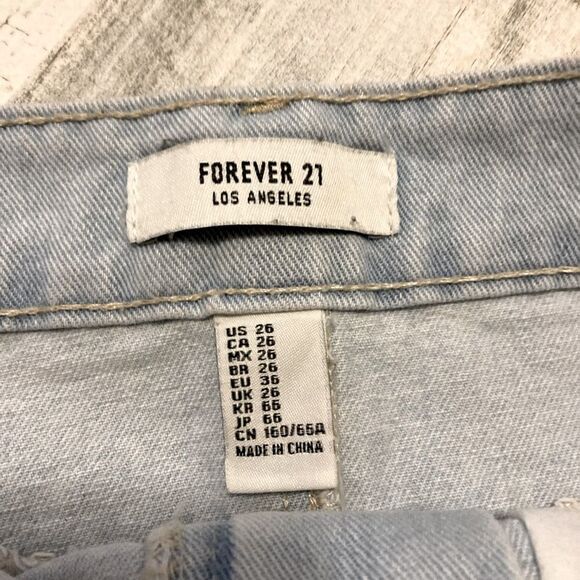 FOREVER 21
LOS ANGELES
US 26
CA 26
MX 26
BR 26
EU 36
UK 26
KR 66
JP 66
CN 160/66A
MADE IN CHINA